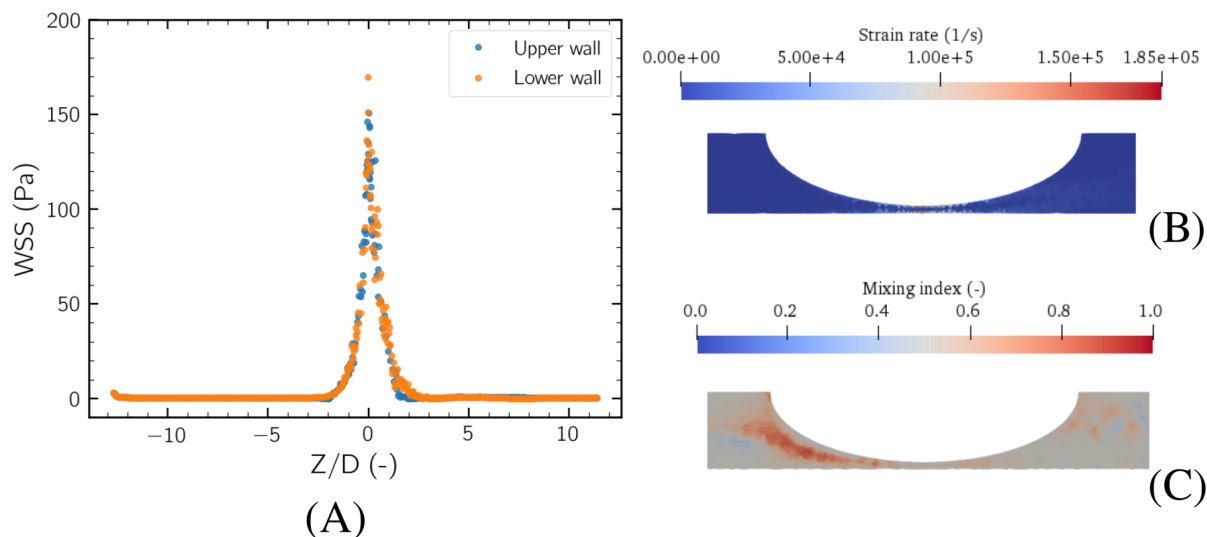 200
150
100
50
0
WSS (Pa)
Upper wall
Lower wall
−10
−5
0
5
10
Z/D (-)
(A)
Strain rate (1/s)
0.00e+00 5.00e+4 1.00e+5 1.50e+5 1.85e+05
(B)
Mixing index (-)
0.0 0.2 0.4 0.6 0.8 1.0
(C)